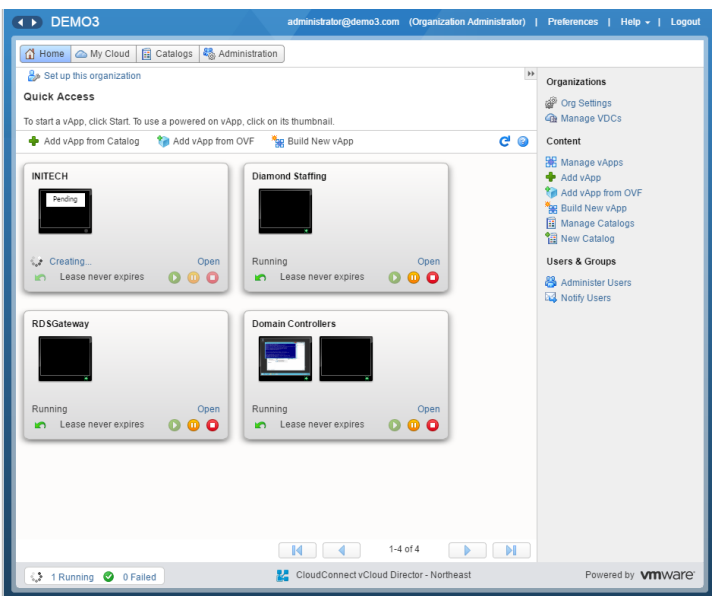 DEMO3
administrator@demo3.com (Organization Administrator) | Preferences | Help | Logout
Home My Cloud Catalogs Administration
Set up this organization
Quick Access
To start a vApp, click Start. To use a powered on vApp, click on its thumbnail.
Add vApp from Catalog Add vApp from OVF Build New vApp
INITECH
Pending
Creating... Open
Lease never expires
Diamond Staffing
Running Open
Lease never expires
RDSGateway
Running Open
Lease never expires
Domain Controllers
Running Open
Lease never expires
1-4 of 4
Organizations
Org Settings
Manage VDCs
Content
Manage vApps
Add vApp
Add vApp from OVF
Build New vApp
Manage Catalogs
New Catalog
Users & Groups
Administer Users
Notify Users
1 Running 0 Failed
CloudConnect vCloud Director - Northeast
Powered by vmware